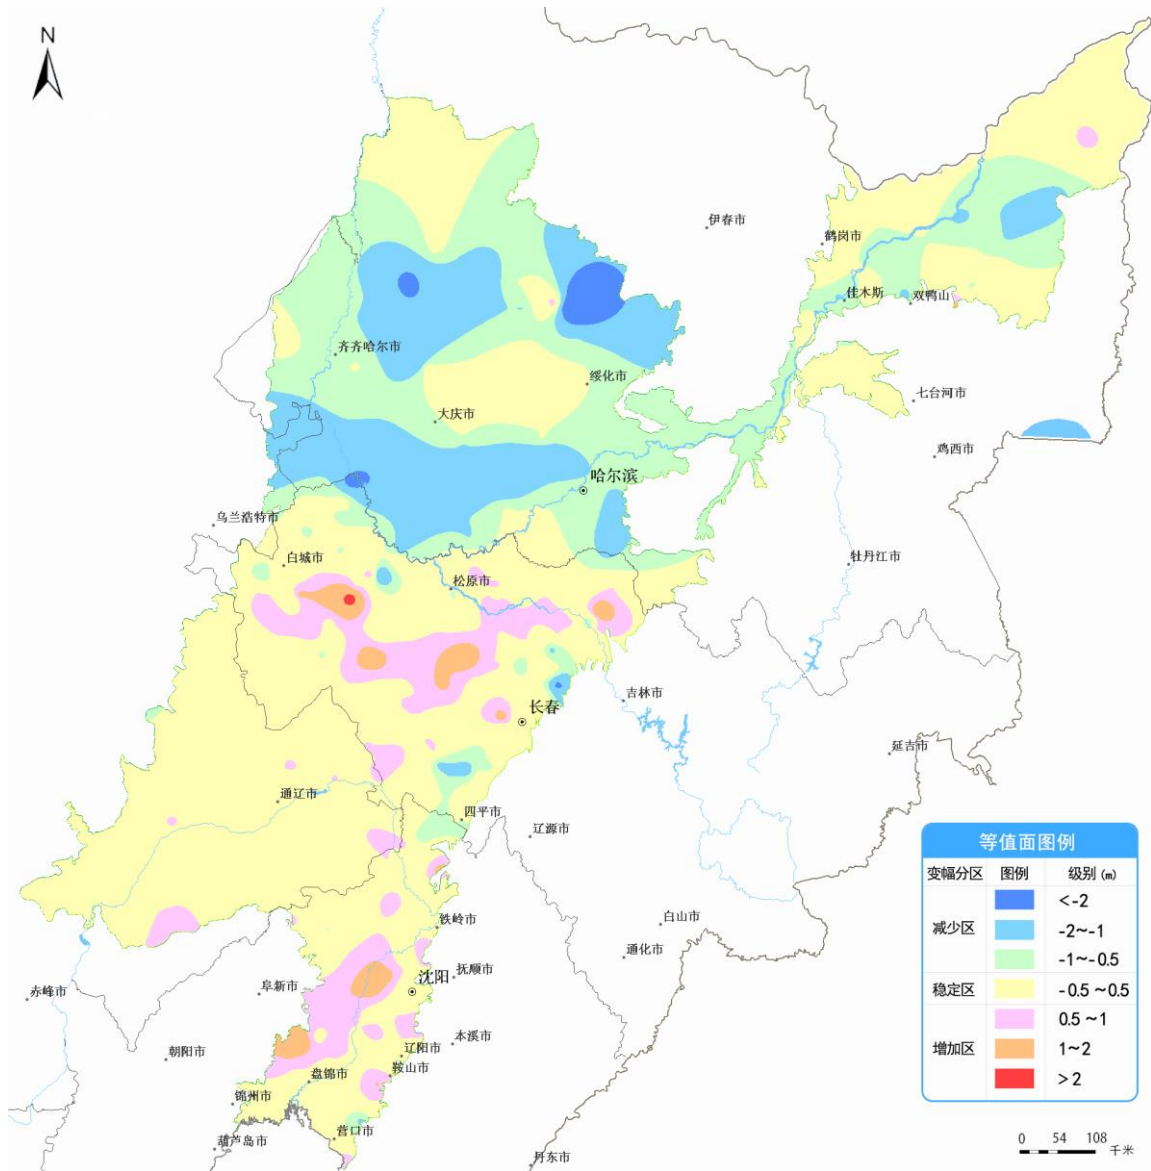 N
伊春市
鹤岗市
佳木斯
双鸭山
齐齐哈尔市
绥化市
七台河市
大庆市
鸡西市
哈尔滨
乌兰浩特市
白城市
牡丹江市
松原市
吉林市
长春
延吉市
通辽市
四平市
辽源市
铁岭市
白山市
通化市
抚顺市
沈阳
赤峰市
阜新市
本溪市
朝阳市
辽阳市
鞍山市
盘锦市
锦州市
营口市
葫芦岛市
丹东市
等值面图例
变幅分区 图例 级别 (m)
减少区
<-2
-2~-1
-1~-0.5
稳定区 -0.5~0.5
增加区
0.5~1
1~2
>2
0 54 108
千米